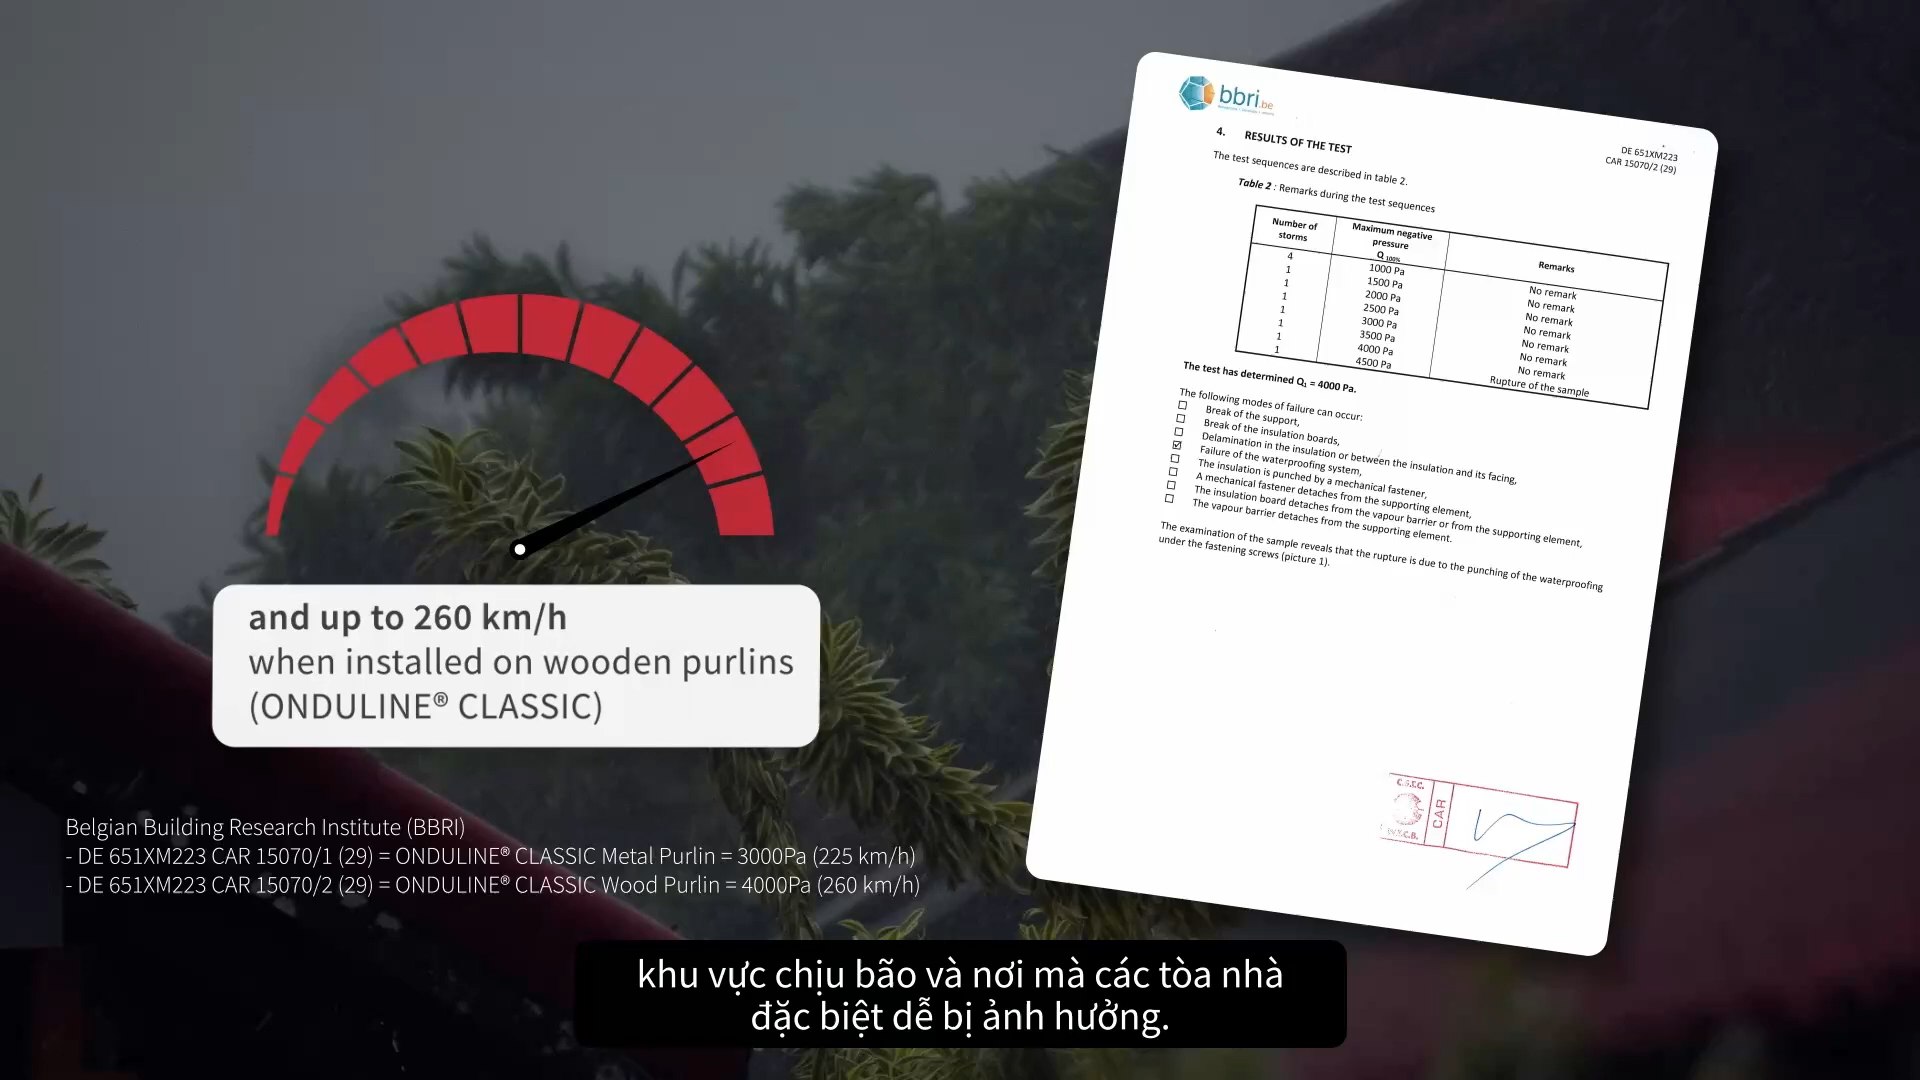 and up to 260 km/h
when installed on wooden purlins
(ONDULINE® CLASSIC)
Belgian Building Research Institute (BBRI)
- DE 651XM223 CAR 15070/1 (29) = ONDULINE® CLASSIC Metal Purlin = 3000Pa (225 km/h)
- DE 651XM223 CAR 15070/2 (29) = ONDULINE® CLASSIC Wood Purlin = 4000Pa (260 km/h)
bbri.be
DE 651XM223
CAR 15070/2 (29)
4. RESULTS OF THE TEST
The test sequences are described in table 2.
Table 2 : Remarks during the test sequences
Number of storms | Maximum negative pressure Q 100% | Remarks
4 | 1000 Pa | No remark
1 | 1500 Pa | No remark
1 | 2000 Pa | No remark
1 | 2500 Pa | No remark
1 | 3000 Pa | No remark
1 | 3500 Pa | No remark
1 | 4000 Pa | No remark
1 | 4500 Pa | Rupture of the sample
The test has determined Q₁ = 4000 Pa.
The following modes of failure can occur:
☐ Break of the support,
☐ Break of the insulation boards,
☐ Delamination in the insulation or between the insulation and its facing,
☑ Failure of the waterproofing system,
☐ The insulation is punched by a mechanical fastener,
☐ A mechanical fastener detaches from the supporting element,
☐ The insulation board detaches from the vapour barrier or from the supporting element,
☐ The vapour barrier detaches from the supporting element.
The examination of the sample reveals that the rupture is due to the punching of the waterproofing
under the fastening screws (picture 1).
C.S.T.C.
CAR
W.T.C.B.
khu vực chịu bão và nơi mà các tòa nhà
đặc biệt dễ bị ảnh hưởng.